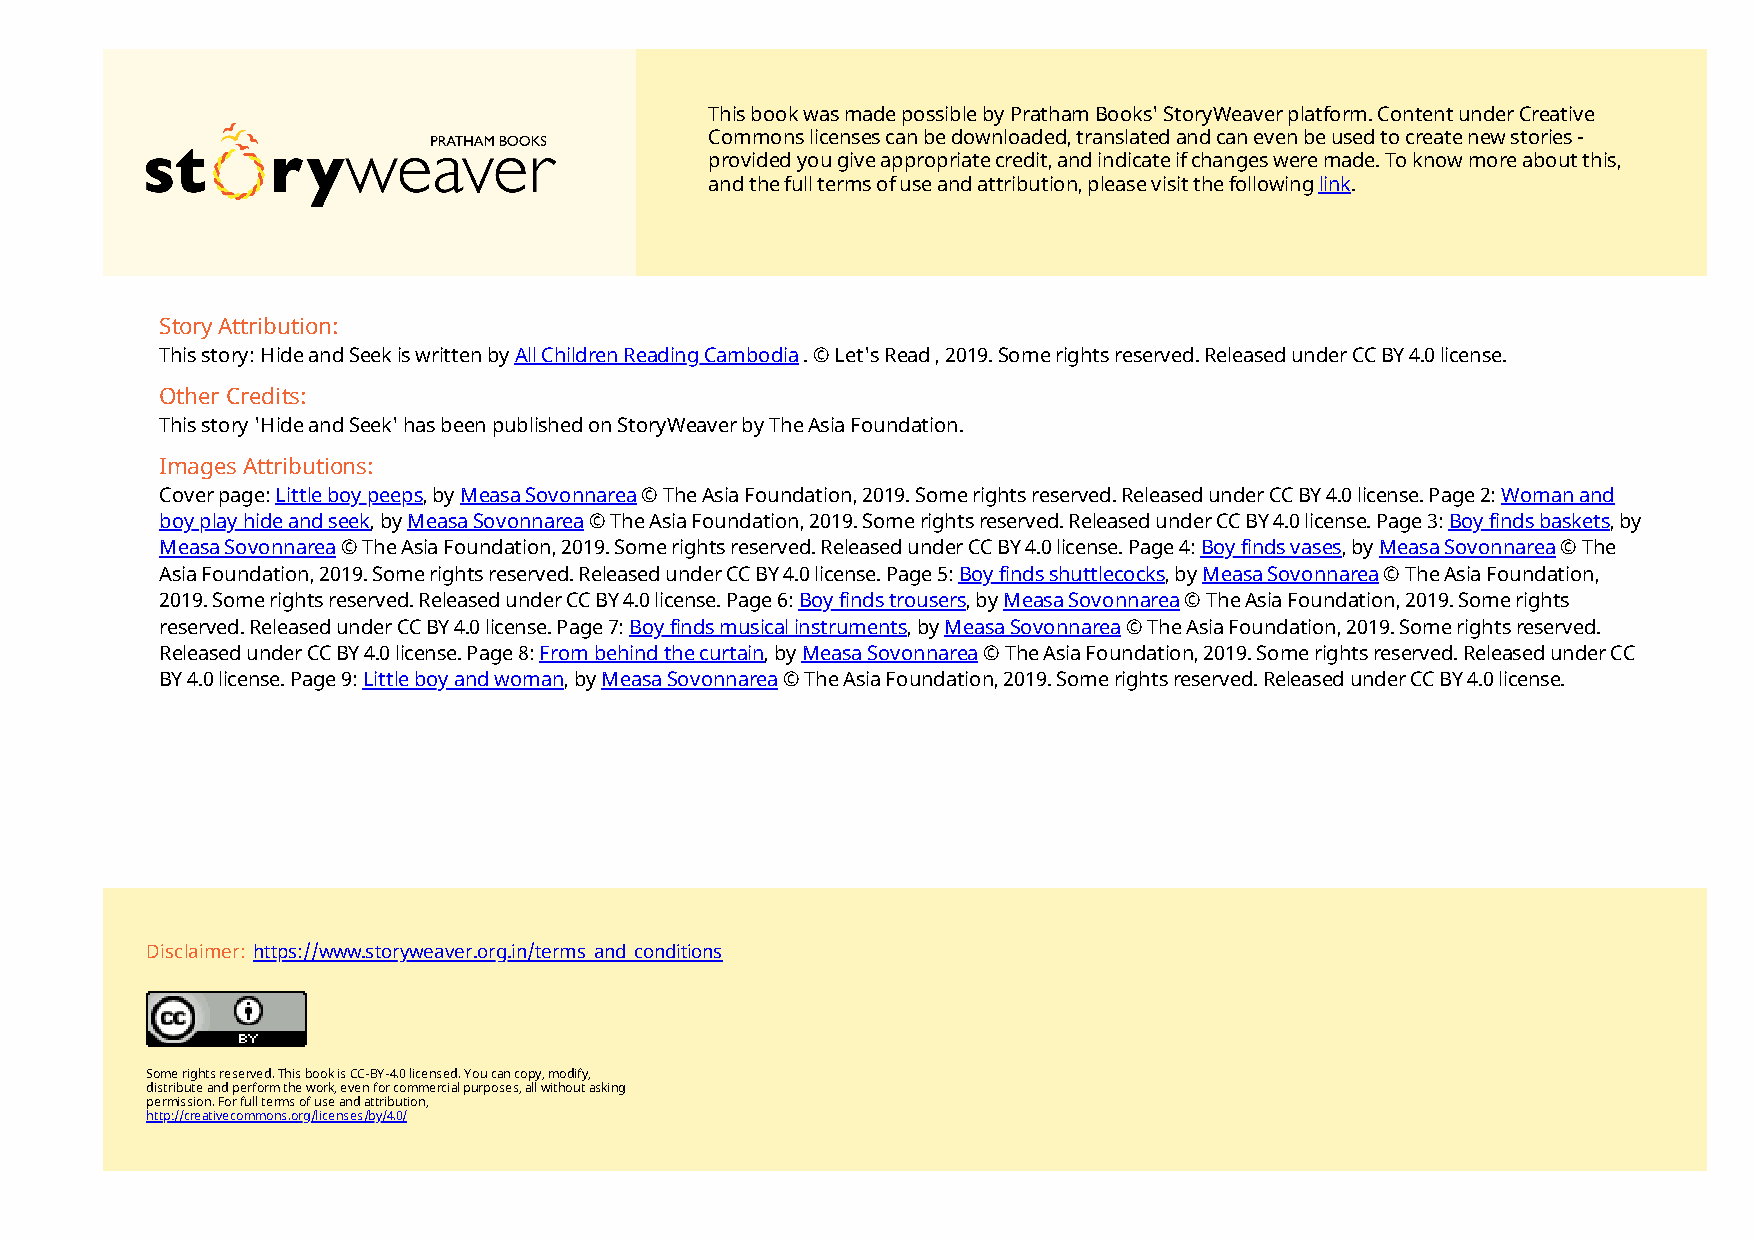 PRATHAM BOOKS
storyweaver
This book was made possible by Pratham Books' StoryWeaver platform. Content under Creative
Commons licenses can be downloaded, translated and can even be used to create new stories -
provided you give appropriate credit, and indicate if changes were made. To know more about this,
and the full terms of use and attribution, please visit the following link.
Story Attribution:
This story: Hide and Seek is written by All Children Reading Cambodia . © Let's Read , 2019. Some rights reserved. Released under CC BY 4.0 license.
Other Credits:
This story 'Hide and Seek' has been published on StoryWeaver by The Asia Foundation.
Images Attributions:
Cover page: Little boy peeps, by Measa Sovonnarea © The Asia Foundation, 2019. Some rights reserved. Released under CC BY 4.0 license. Page 2: Woman and
boy play hide and seek, by Measa Sovonnarea © The Asia Foundation, 2019. Some rights reserved. Released under CC BY 4.0 license. Page 3: Boy finds baskets, by
Measa Sovonnarea © The Asia Foundation, 2019. Some rights reserved. Released under CC BY 4.0 license. Page 4: Boy finds vases, by Measa Sovonnarea © The
Asia Foundation, 2019. Some rights reserved. Released under CC BY 4.0 license. Page 5: Boy finds shuttlecocks, by Measa Sovonnarea © The Asia Foundation,
2019. Some rights reserved. Released under CC BY 4.0 license. Page 6: Boy finds trousers, by Measa Sovonnarea © The Asia Foundation, 2019. Some rights
reserved. Released under CC BY 4.0 license. Page 7: Boy finds musical instruments, by Measa Sovonnarea © The Asia Foundation, 2019. Some rights reserved.
Released under CC BY 4.0 license. Page 8: From behind the curtain, by Measa Sovonnarea © The Asia Foundation, 2019. Some rights reserved. Released under CC
BY 4.0 license. Page 9: Little boy and woman, by Measa Sovonnarea © The Asia Foundation, 2019. Some rights reserved. Released under CC BY 4.0 license.
Disclaimer: https://www.storyweaver.org.in/terms_and_conditions
cc
BY
Some rights reserved. This book is CC-BY-4.0 licensed. You can copy, modify,
distribute and perform the work, even for commercial purposes, all without asking
permission. For full terms of use and attribution,
http://creativecommons.org/licenses/by/4.0/